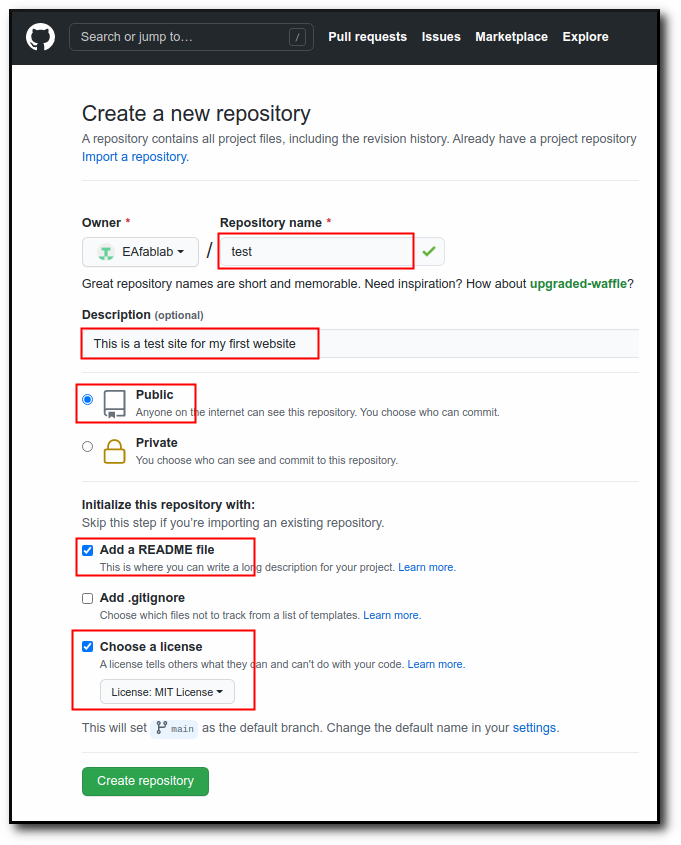 Search or jump to… / Pull requests Issues Marketplace Explore
Create a new repository
A repository contains all project files, including the revision history. Already have a project repository
Import a repository.
Owner * Repository name *
EAfablab / test
Great repository names are short and memorable. Need inspiration? How about upgraded-waffle?
Description (optional)
This is a test site for my first website
Public
Anyone on the internet can see this repository. You choose who can commit.
Private
You choose who can see and commit to this repository.
Initialize this repository with:
Skip this step if you're importing an existing repository.
Add a README file
This is where you can write a long description for your project. Learn more.
Add .gitignore
Choose which files not to track from a list of templates. Learn more.
Choose a license
A license tells others what they can and can't do with your code. Learn more.
License: MIT License
This will set main as the default branch. Change the default name in your settings.
Create repository